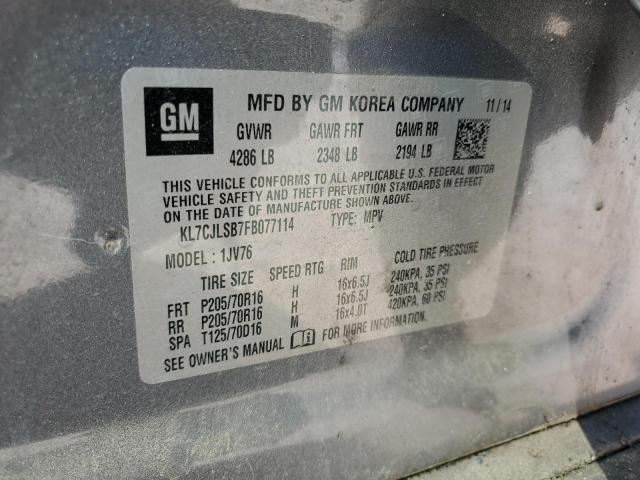 GM
MFD BY GM KOREA COMPANY 11/14
GVWR GAWR FRT GAWR RR
4286 LB 2348 LB 2194 LB
THIS VEHICLE CONFORMS TO ALL APPLICABLE U.S. FEDERAL MOTOR
VEHICLE SAFETY AND THEFT PREVENTION STANDARDS IN EFFECT
ON THE DATE OF MANUFACTURE SHOWN ABOVE.
KL7CJLSB7FB077114 TYPE: MPV
MODEL: 1JV76
TIRE SIZE SPEED RTG RIM COLD TIRE PRESSURE
FRT P205/70R16 H 16x6.5J 240KPA, 35 PSI
RR P205/70R16 H 16x6.5J 240KPA, 35 PSI
SPA T125/70D16 M 16x4.0T 420KPA, 60 PSI
SEE OWNER'S MANUAL FOR MORE INFORMATION.